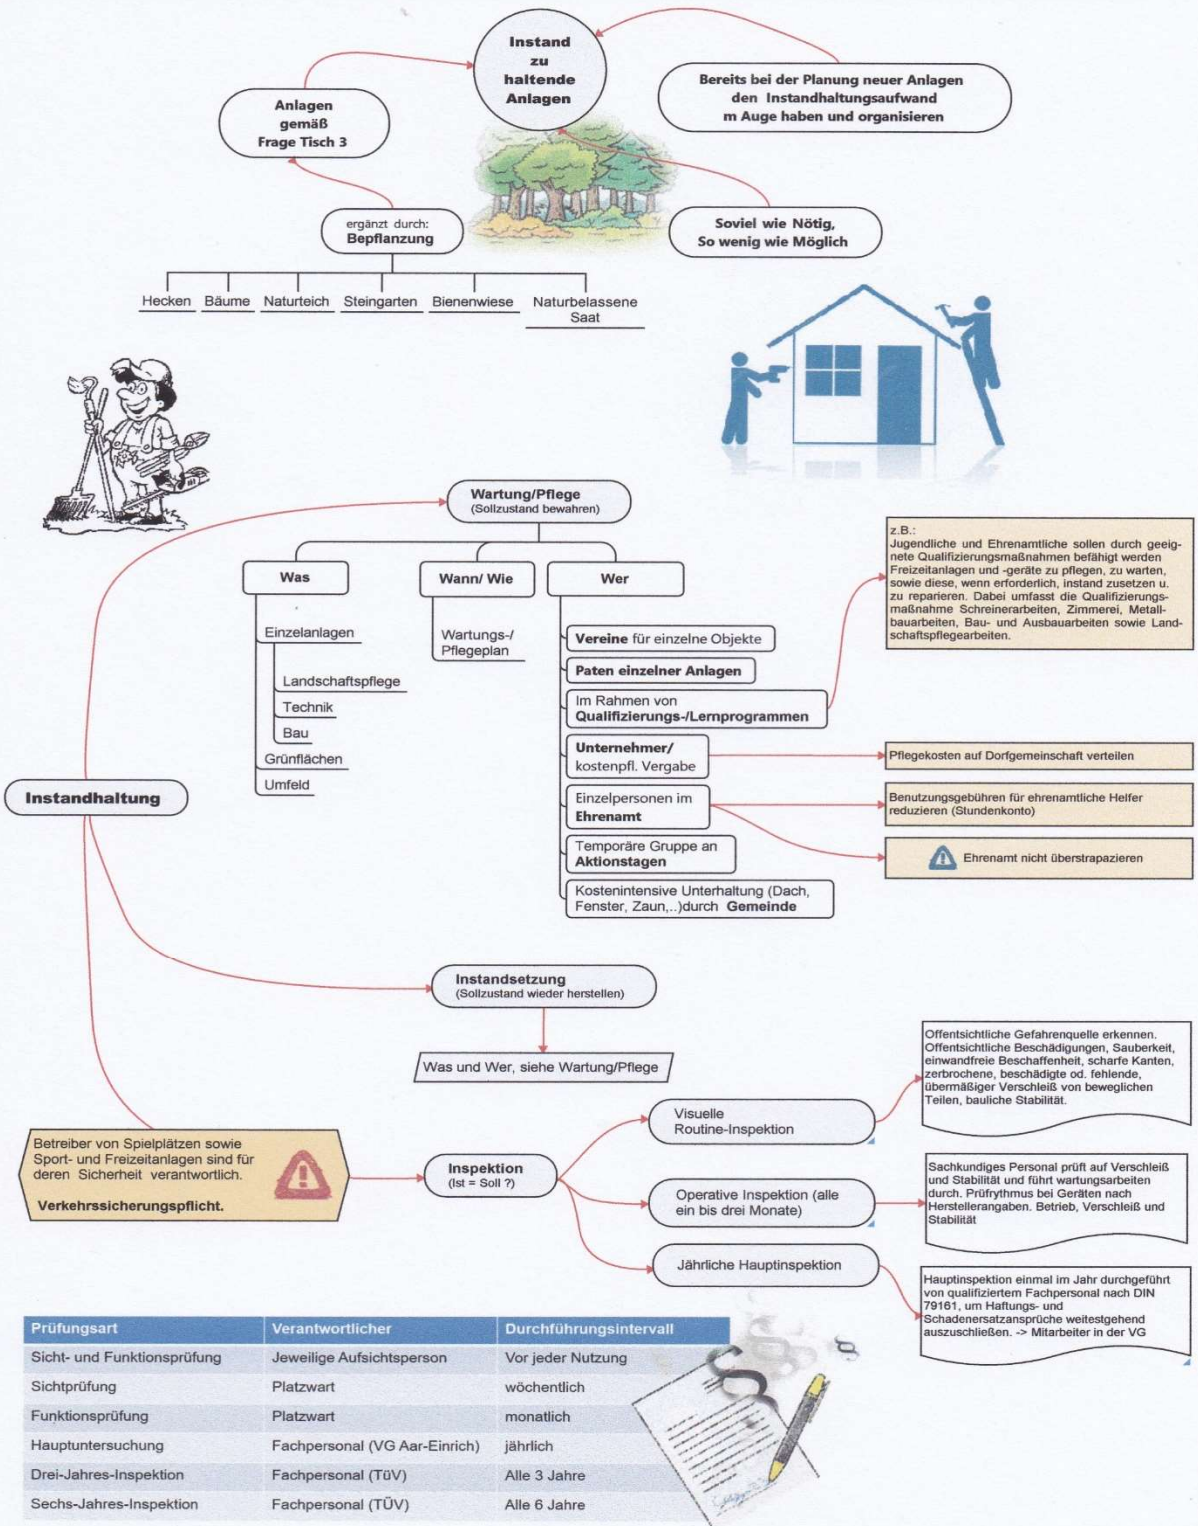 Instand
zu
haltende
Anlagen
Bereits bei der Planung neuer Anlagen
den Instandhaltungsaufwand
m Auge haben und organisieren
Anlagen
gemäß
Frage Tisch 3
ergänzt durch:
Bepflanzung
Soviel wie Nötig,
So wenig wie Möglich
Hecken
Bäume
Naturteich
Steingarten
Bienenwiese
Naturbelassene
Saat
Wartung/Pflege
(Sollzustand bewahren)
Was
Einzelanlagen
Landschaftspflege
Technik
Bau
Grünflächen
Umfeld
Wann/ Wie
Wartungs-/
Pflegeplan
Wer
Vereine für einzelne Objekte
Paten einzelner Anlagen
Im Rahmen von
Qualifizierungs-/Lernprogrammen
Unternehmer/
kostenpfl. Vergabe
Einzelpersonen im
Ehrenamt
Temporäre Gruppe an
Aktionstagen
Kostenintensive Unterhaltung (Dach,
Fenster, Zaun,..)durch Gemeinde
z.B.:
Jugendliche und Ehrenamtliche sollen durch geeig-
nete Qualifizierungsmaßnahmen befähigt werden
Freizeitanlagen und -geräte zu pflegen, zu warten,
sowie diese, wenn erforderlich, instand zusetzen u.
zu reparieren. Dabei umfasst die Qualifizierungs-
maßnahme Schreinerarbeiten, Zimmerei, Metall-
bauarbeiten, Bau- und Ausbauarbeiten sowie Land-
schaftspflegearbeiten.
Pflegekosten auf Dorfgemeinschaft verteilen
Benutzungsgebühren für ehrenamtliche Helfer
reduzieren (Stundenkonto)
Ehrenamt nicht überstrapazieren
Instandhaltung
Instandsetzung
(Sollzustand wieder herstellen)
Was und Wer, siehe Wartung/Pflege
Betreiber von Spielplätzen sowie
Sport- und Freizeitanlagen sind für
deren Sicherheit verantwortlich.
Verkehrssicherungspflicht.
Inspektion
(Ist = Soll ?)
Visuelle
Routine-Inspektion
Operative Inspektion (alle
ein bis drei Monate)
Jährliche Hauptinspektion
Offentsichtliche Gefahrenquelle erkennen.
Offentsichtliche Beschädigungen, Sauberkeit,
einwandfreie Beschaffenheit, scharfe Kanten,
zerbrochene, beschädigte od. fehlende,
übermäßiger Verschleiß von beweglichen
Teilen, bauliche Stabilität.
Sachkundiges Personal prüft auf Verschleiß
und Stabilität und führt wartungsarbeiten
durch. Prüfrythmus bei Geräten nach
Herstellerangaben. Betrieb, Verschleiß und
Stabilität
Hauptinspektion einmal im Jahr durchgeführt
von qualifiziertem Fachpersonal nach DIN
79161, um Haftungs- und
Schadenersatzansprüche weitestgehend
auszuschließen. -> Mitarbeiter in der VG
Prüfungsart Verantwortlicher Durchführungsintervall
Sicht- und Funktionsprüfung Jeweilige Aufsichtsperson Vor jeder Nutzung
Sichtprüfung Platzwart wöchentlich
Funktionsprüfung Platzwart monatlich
Hauptuntersuchung Fachpersonal (VG Aar-Einrich) jährlich
Drei-Jahres-Inspektion Fachpersonal (TüV) Alle 3 Jahre
Sechs-Jahres-Inspektion Fachpersonal (TÜV) Alle 6 Jahre